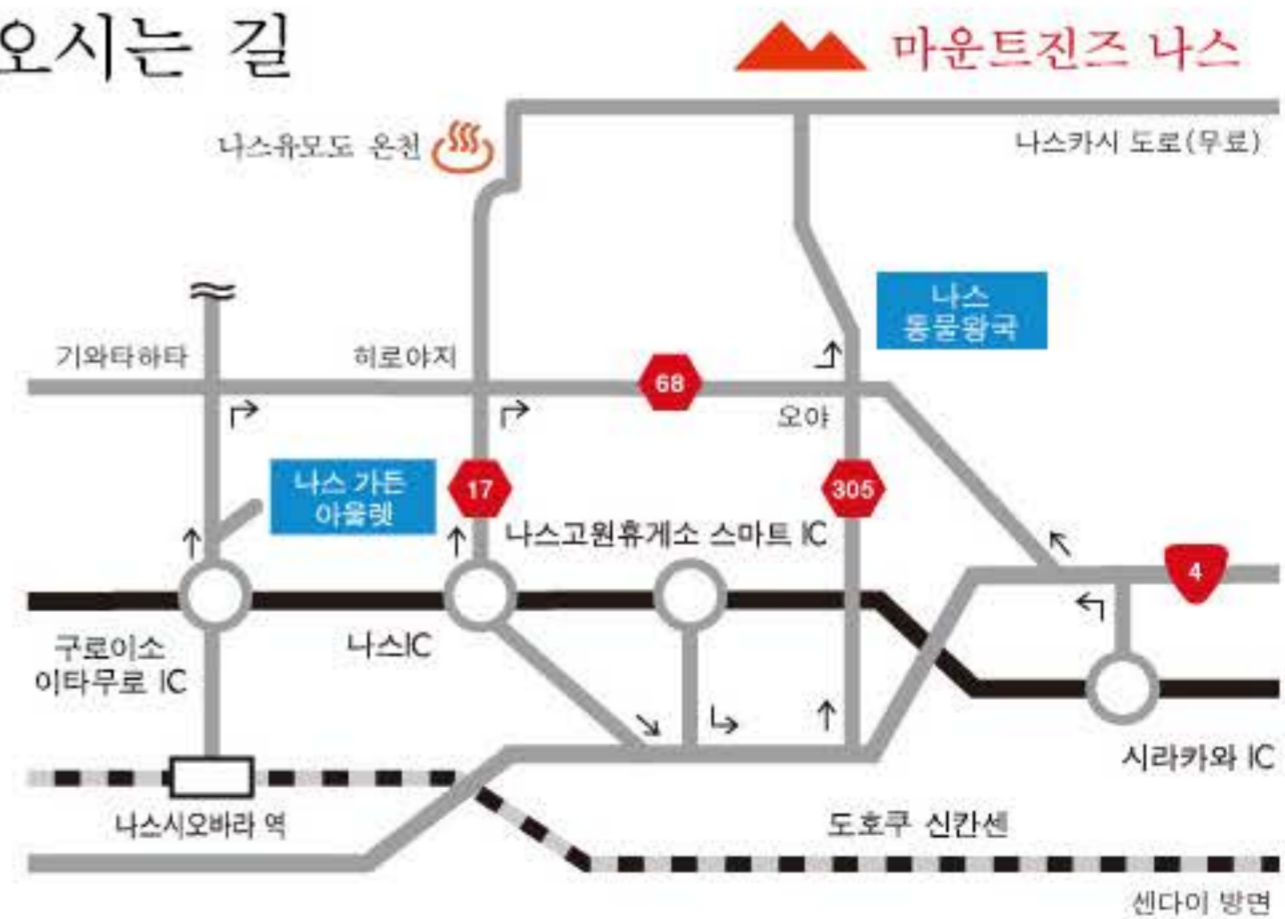 오시는 길
마운트진즈 나스
나스유모도 온천
나스카시 도로(무료)
나스
동물왕국
기와타하타
히로야지
68
오야
나스 가든
아울렛
17
305
나스고원휴게소 스마트 IC
4
구로이소
이타무로 IC
나스IC
시라카와 IC
나스시오바라 역
도호쿠 신칸센
센다이 방면